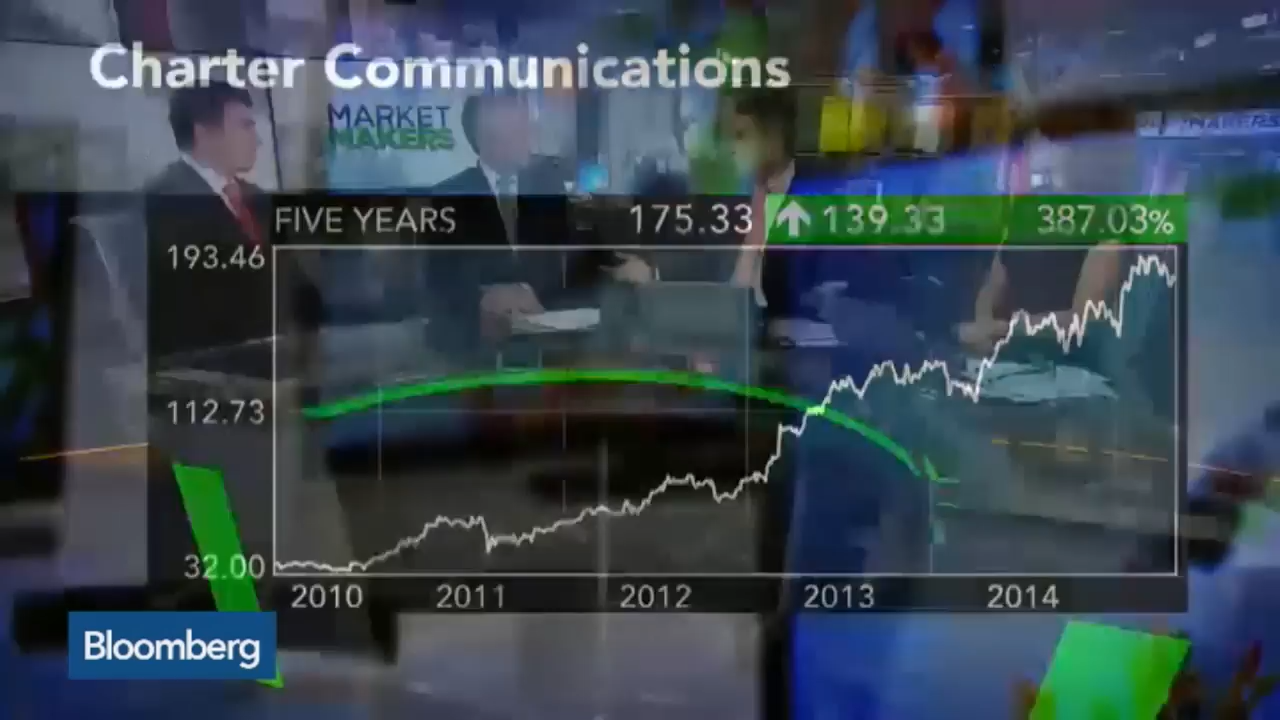 Charter Communications
MARKET
MAKERS
MAKERS
FIVE YEARS 175.33 139.33 387.03%
193.46
112.73
32.00
2010 2011 2012 2013 2014
Bloomberg